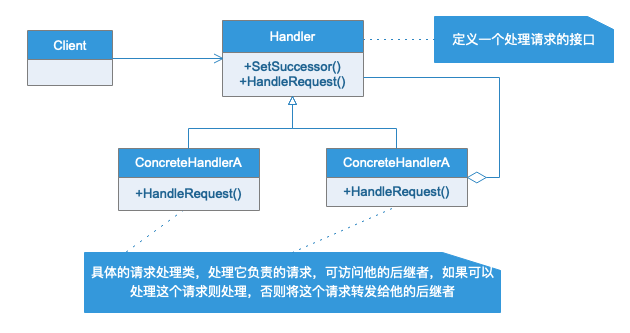 Handler
定义一个处理请求的接口
Client
+SetSuccessor()
+HandleRequest()
ConcreteHandlerA
ConcreteHandlerA
+HandleRequest()
+HandleRequest()
具体的请求处理类，处理它负责的请求，可访问他的后继者，如果可以
处理这个请求则处理，否则将这个请求转发给他的后继者